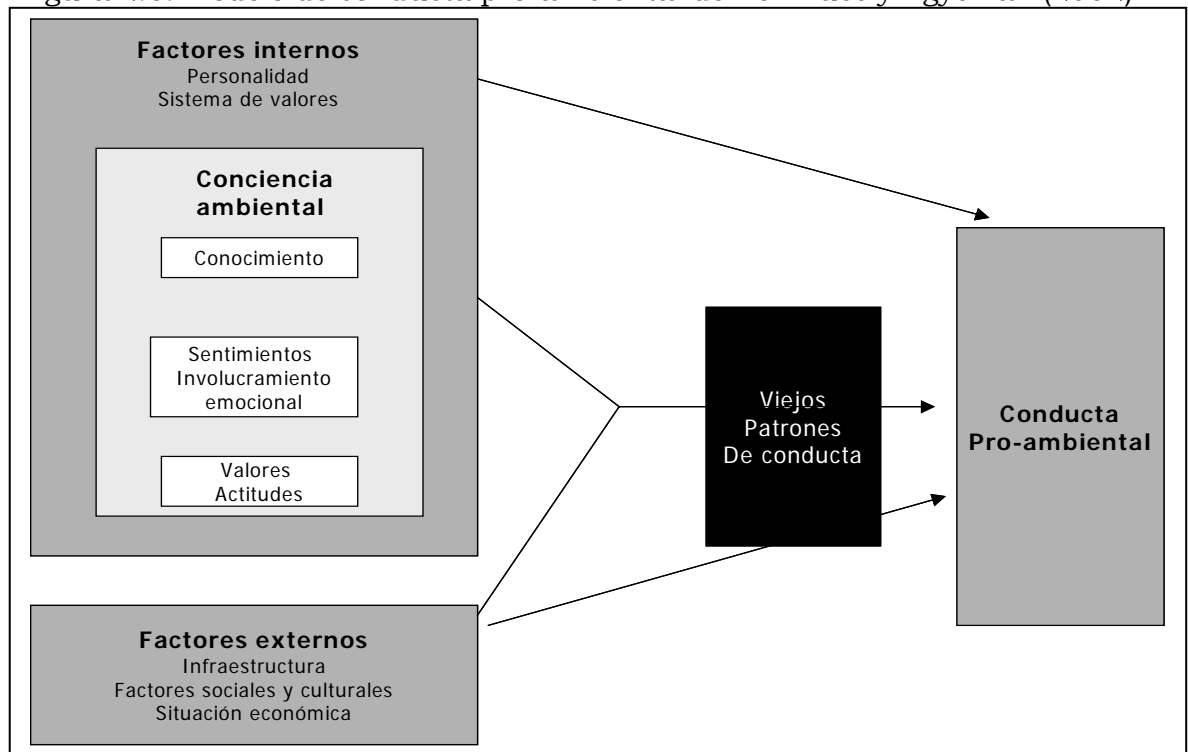 Factores internos
Personalidad
Sistema de valores
Conciencia
ambiental
Conocimiento
Sentimientos
Involucramiento
emocional
Valores
Actitudes
Viejos
Patrones
De conducta
Conducta
Pro-ambiental
Factores externos
Infraestructura
Factores sociales y culturales
Situación económica